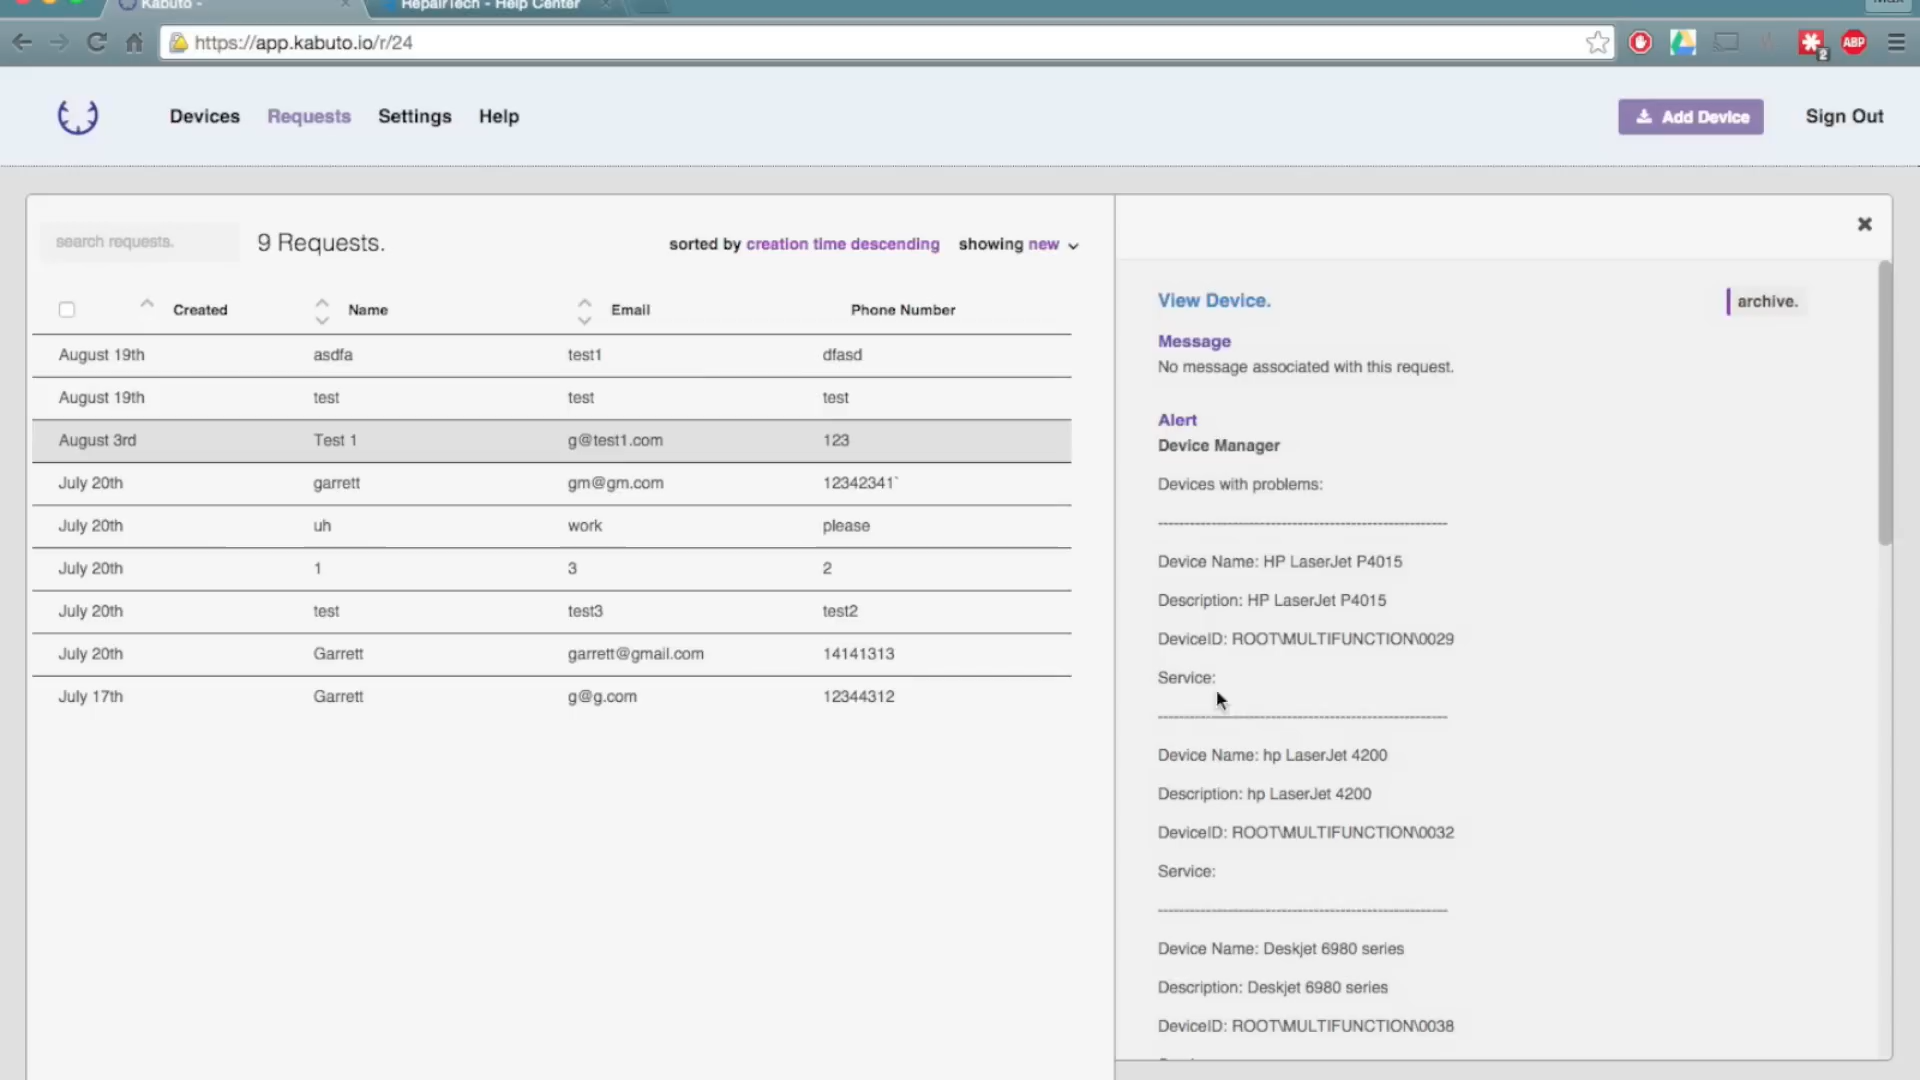 Kabuto -
RepairTech - Help Center
https://app.kabuto.io/r/24
2
ABP
Devices Requests Settings Help
Add Device
Sign Out
search requests.
9 Requests.
sorted by creation time descending showing new
Created Name Email Phone Number
August 19th asdfa test1 dfasd
August 19th test test test
August 3rd Test 1 g@test1.com 123
July 20th garrett gm@gm.com 12342341`
July 20th uh work please
July 20th 1 3 2
July 20th test test3 test2
July 20th Garrett garrett@gmail.com 14141313
July 17th Garrett g@g.com 12344312
View Device.
archive.
Message
No message associated with this request.
Alert
Device Manager
Devices with problems:
Device Name: HP LaserJet P4015
Description: HP LaserJet P4015
DeviceID: ROOT\MULTIFUNCTION\0029
Service:
Device Name: hp LaserJet 4200
Description: hp LaserJet 4200
DeviceID: ROOT\MULTIFUNCTION\0032
Service:
Device Name: Deskjet 6980 series
Description: Deskjet 6980 series
DeviceID: ROOT\MULTIFUNCTION\0038